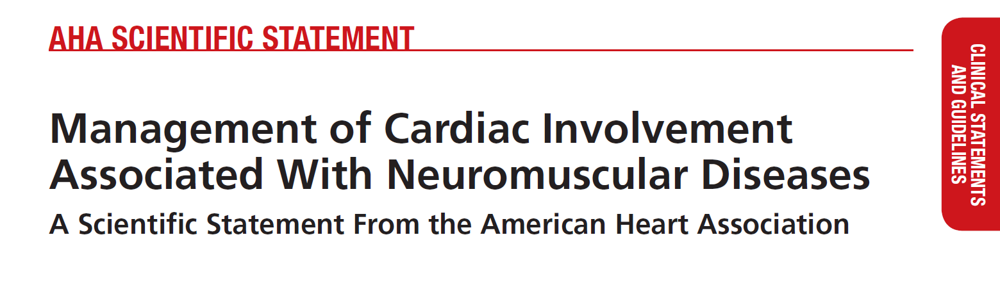 AHA SCIENTIFIC STATEMENT
Management of Cardiac Involvement
Associated With Neuromuscular Diseases
A Scientific Statement From the American Heart Association
CLINICAL STATEMENTS
AND GUIDELINES